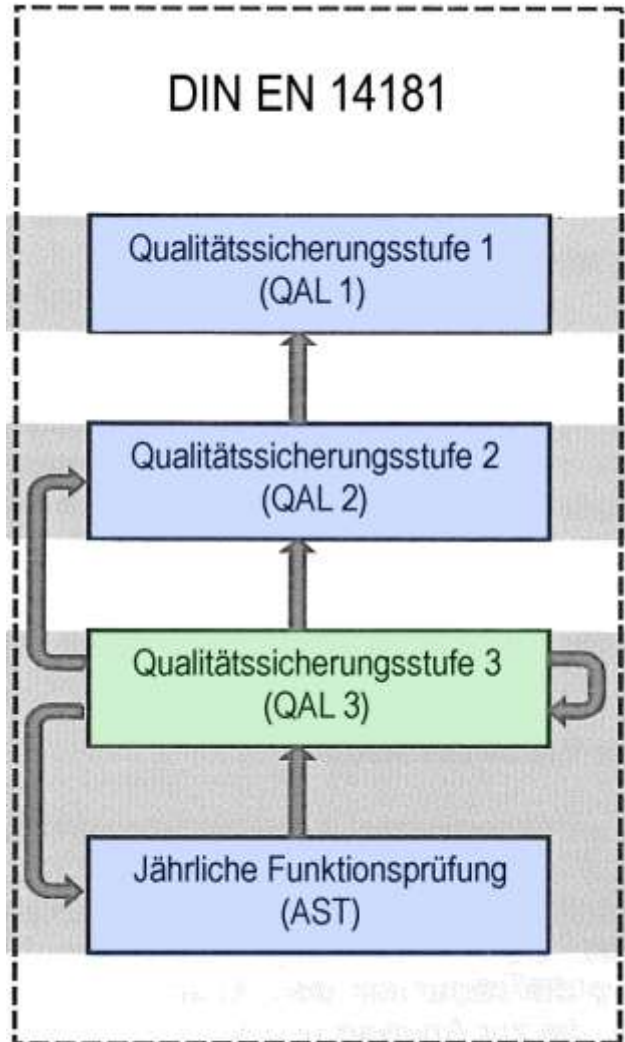 DIN EN 14181
Qualitätssicherungsstufe 1
(QAL 1)
Qualitätssicherungsstufe 2
(QAL 2)
Qualitätssicherungsstufe 3
(QAL 3)
Jährliche Funktionsprüfung
(AST)